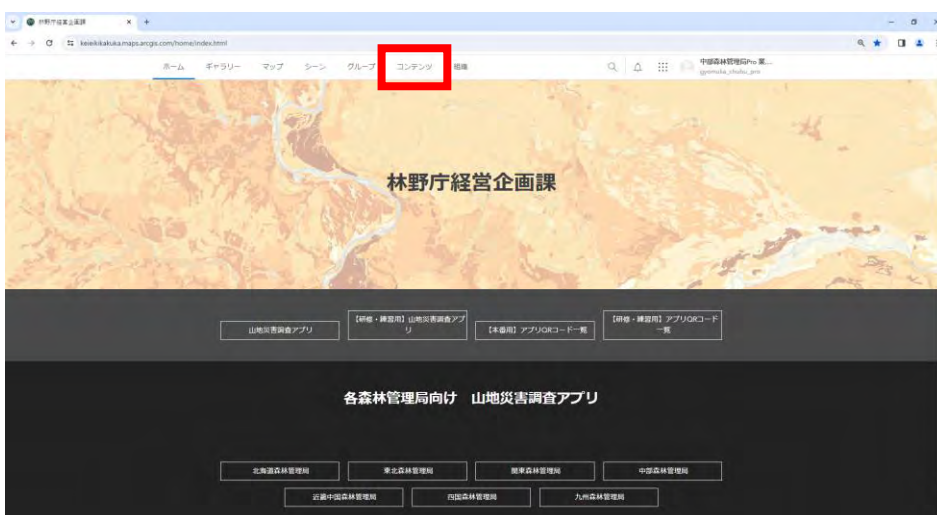 林野庁経営企画課
keieikikakuka.maps.arcgis.com/home/index.html
ホーム ギャラリー マップ シーン グループ コンテンツ 組織
中部森林管理局Pro 業...
gyomuka_chubu_pro
林野庁経営企画課
山地災害調査アプリ
【研修・練習用】山地災害調査アプ
リ
【本番用】アプリQRコード一覧
【研修・練習用】アプリQRコード
一覧
各森林管理局向け 山地災害調査アプリ
北海道森林管理局 東北森林管理局 関東森林管理局 中部森林管理局
近畿中国森林管理局 四国森林管理局 九州森林管理局